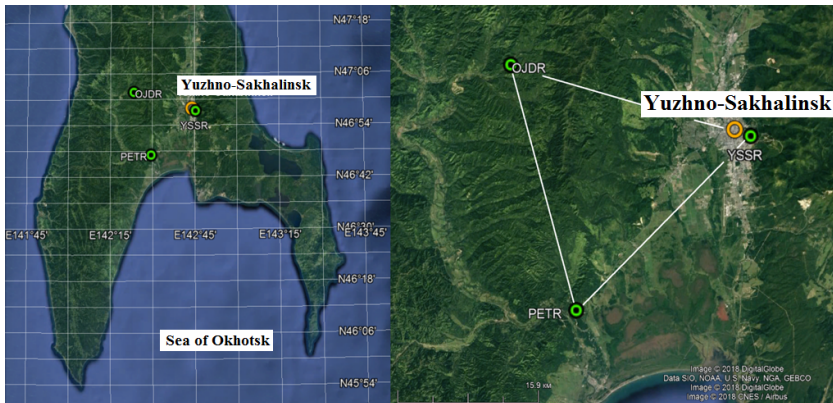 N47°18'
N47°06'
OJDR
Yuzhno-Sakhalinsk
N46°54'
YSSR
PETR
N46°42'
N46°30'
E141°45'
E142°15'
E142°45'
E143°15'
E143°45'
N46°18'
Sea of Okhotsk
N46°06'
N45°54'
OJDR
Yuzhno-Sakhalinsk
YSSR
PETR
15.9 км
Image © 2018 DigitalGlobe
Data SIO, NOAA, U.S. Navy, NGA, GEBCO
Image © 2018 DigitalGlobe
Image © 2018 CNES / Airbus